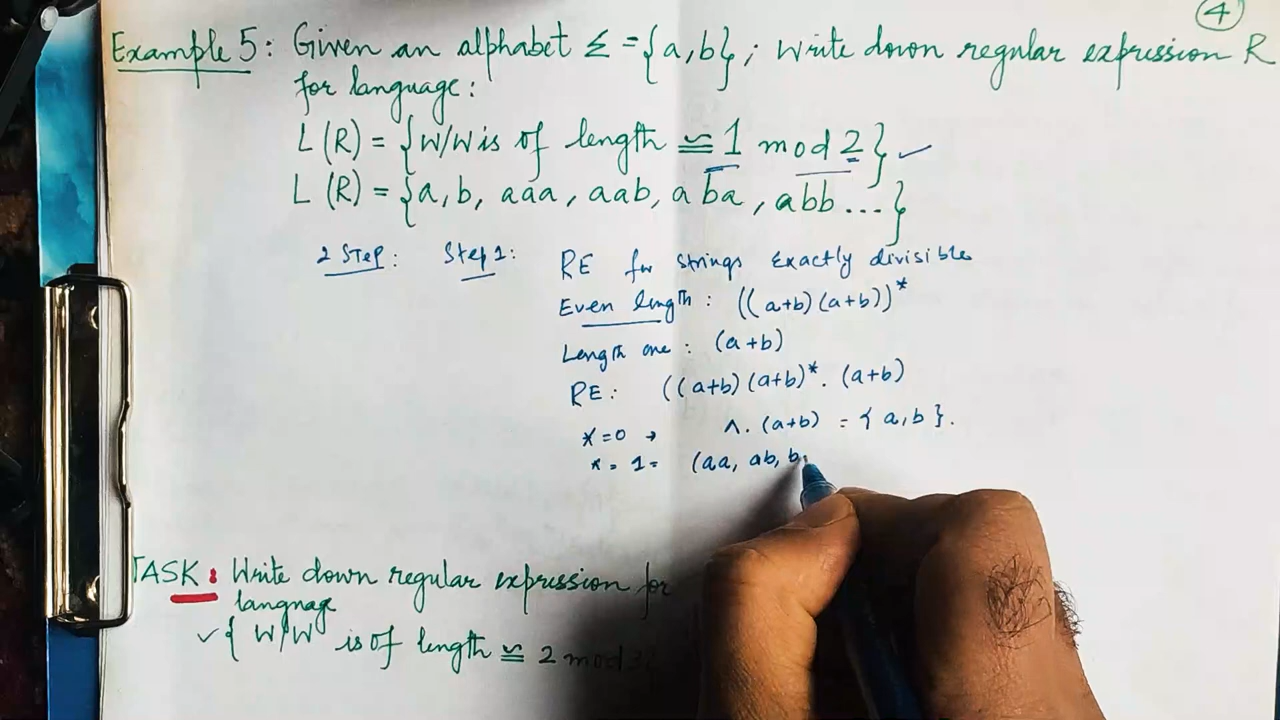 4
Example 5: Given an alphabet Σ = {a,b}; Write down regular expression R
for language:
L (R) = {W/W is of length ≌ 1 mod 2} ✓
L (R) = {a, b, aaa, aab, aba, abb...}
2 Step: Step 1: RE for strings exactly divisible
Even length: ((a+b)(a+b))*
Length one: (a+b)
RE: ((a+b)(a+b)*. (a+b)
*=0 → ^. (a+b) = {a,b}.
* = 1 = (aa, ab, b
TASK: Write down regular expression for
language
✓ { W/W is of length ≌ 2 mod 3